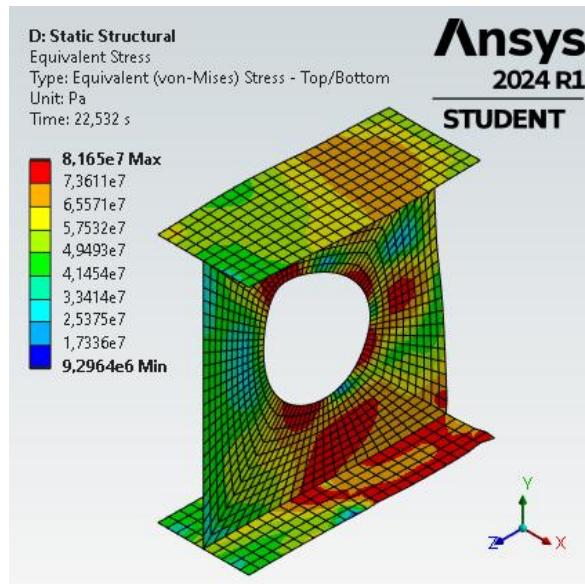 D: Static Structural
Equivalent Stress
Type: Equivalent (von-Mises) Stress - Top/Bottom
Unit: Pa
Time: 22,532 s
Ansys
2024 R1
STUDENT
8,165e7 Max
7,3611e7
6,5571e7
5,7532e7
4,9493e7
4,1454e7
3,3414e7
2,5375e7
1,7336e7
9,2964e6 Min
Y
Z
X